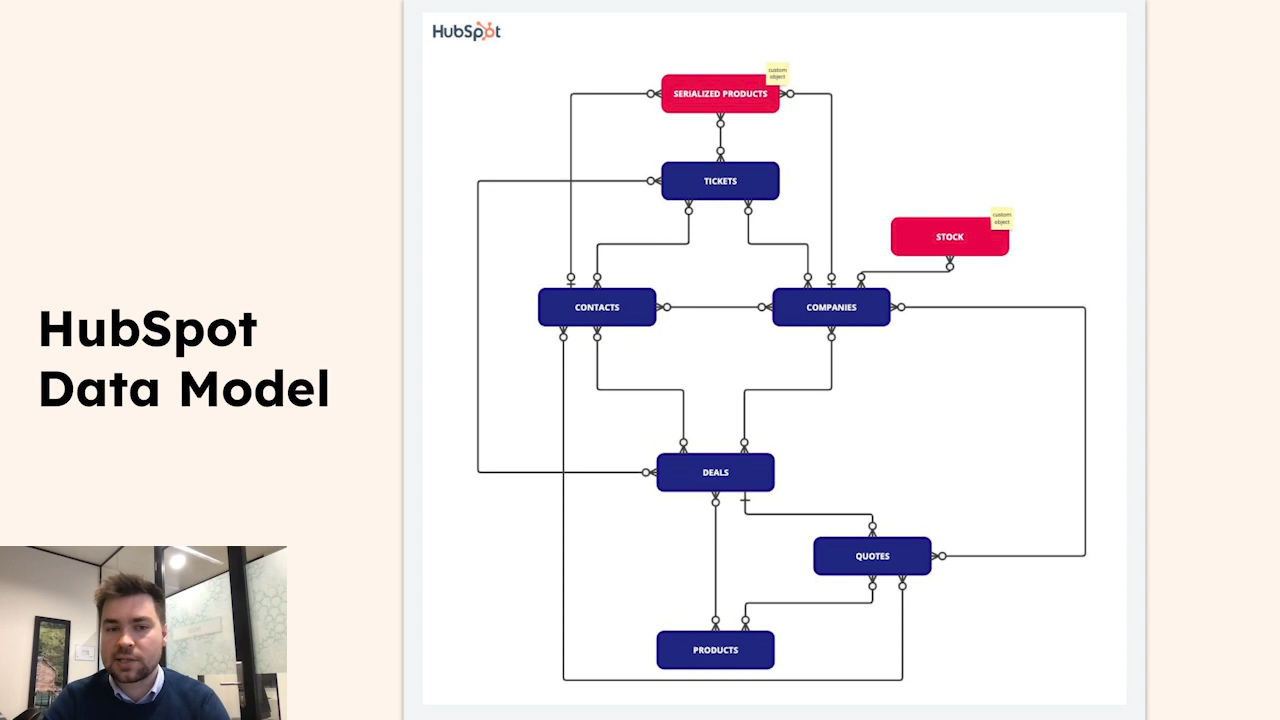 HubSpot
custom
object
SERIALIZED PRODUCTS
TICKETS
custom
object
STOCK
CONTACTS
COMPANIES
HubSpot
Data Model
DEALS
QUOTES
PRODUCTS